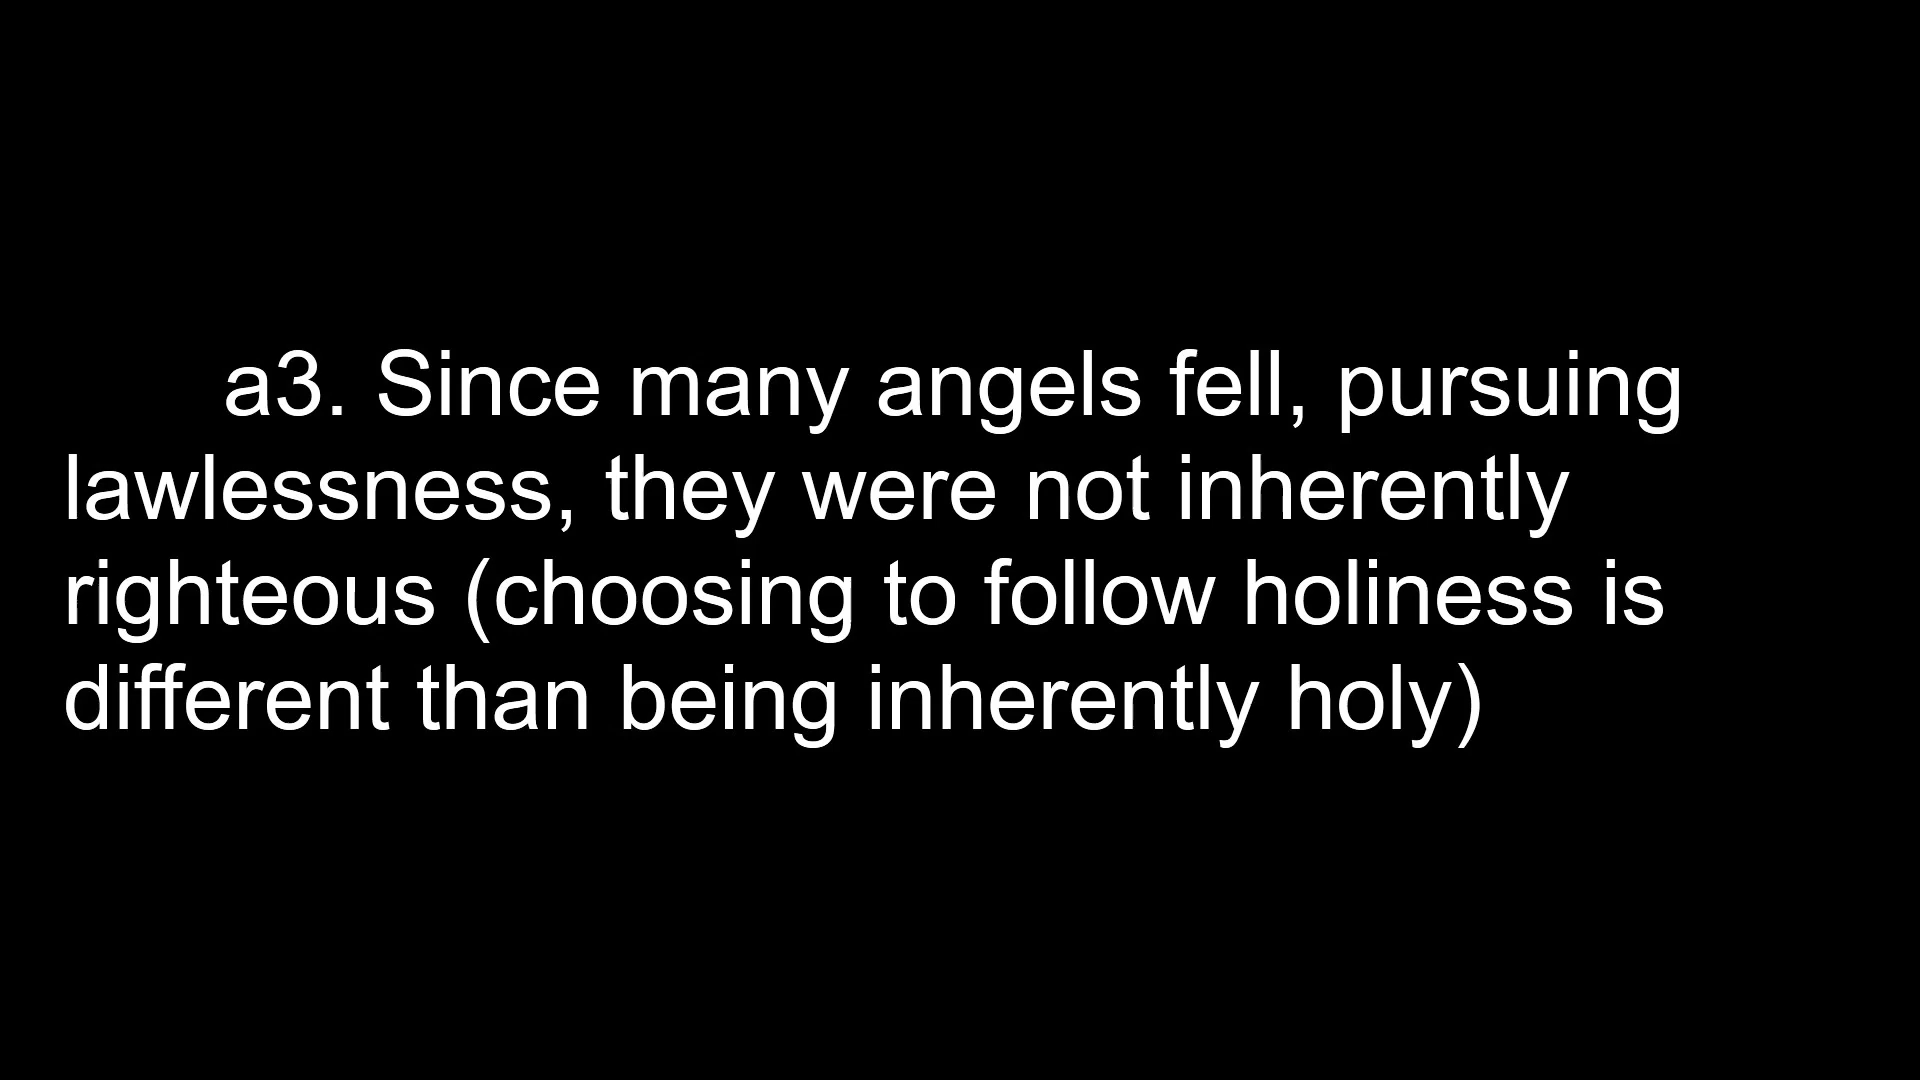 a3. Since many angels fell, pursuing
lawlessness, they were not inherently
righteous (choosing to follow holiness is
different than being inherently holy)